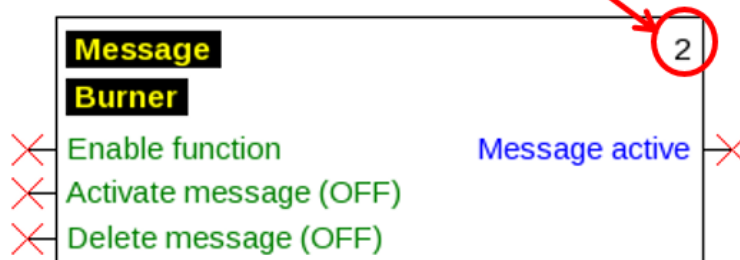 Message 2
Burner
Enable function Message active
Activate message (OFF)
Delete message (OFF)